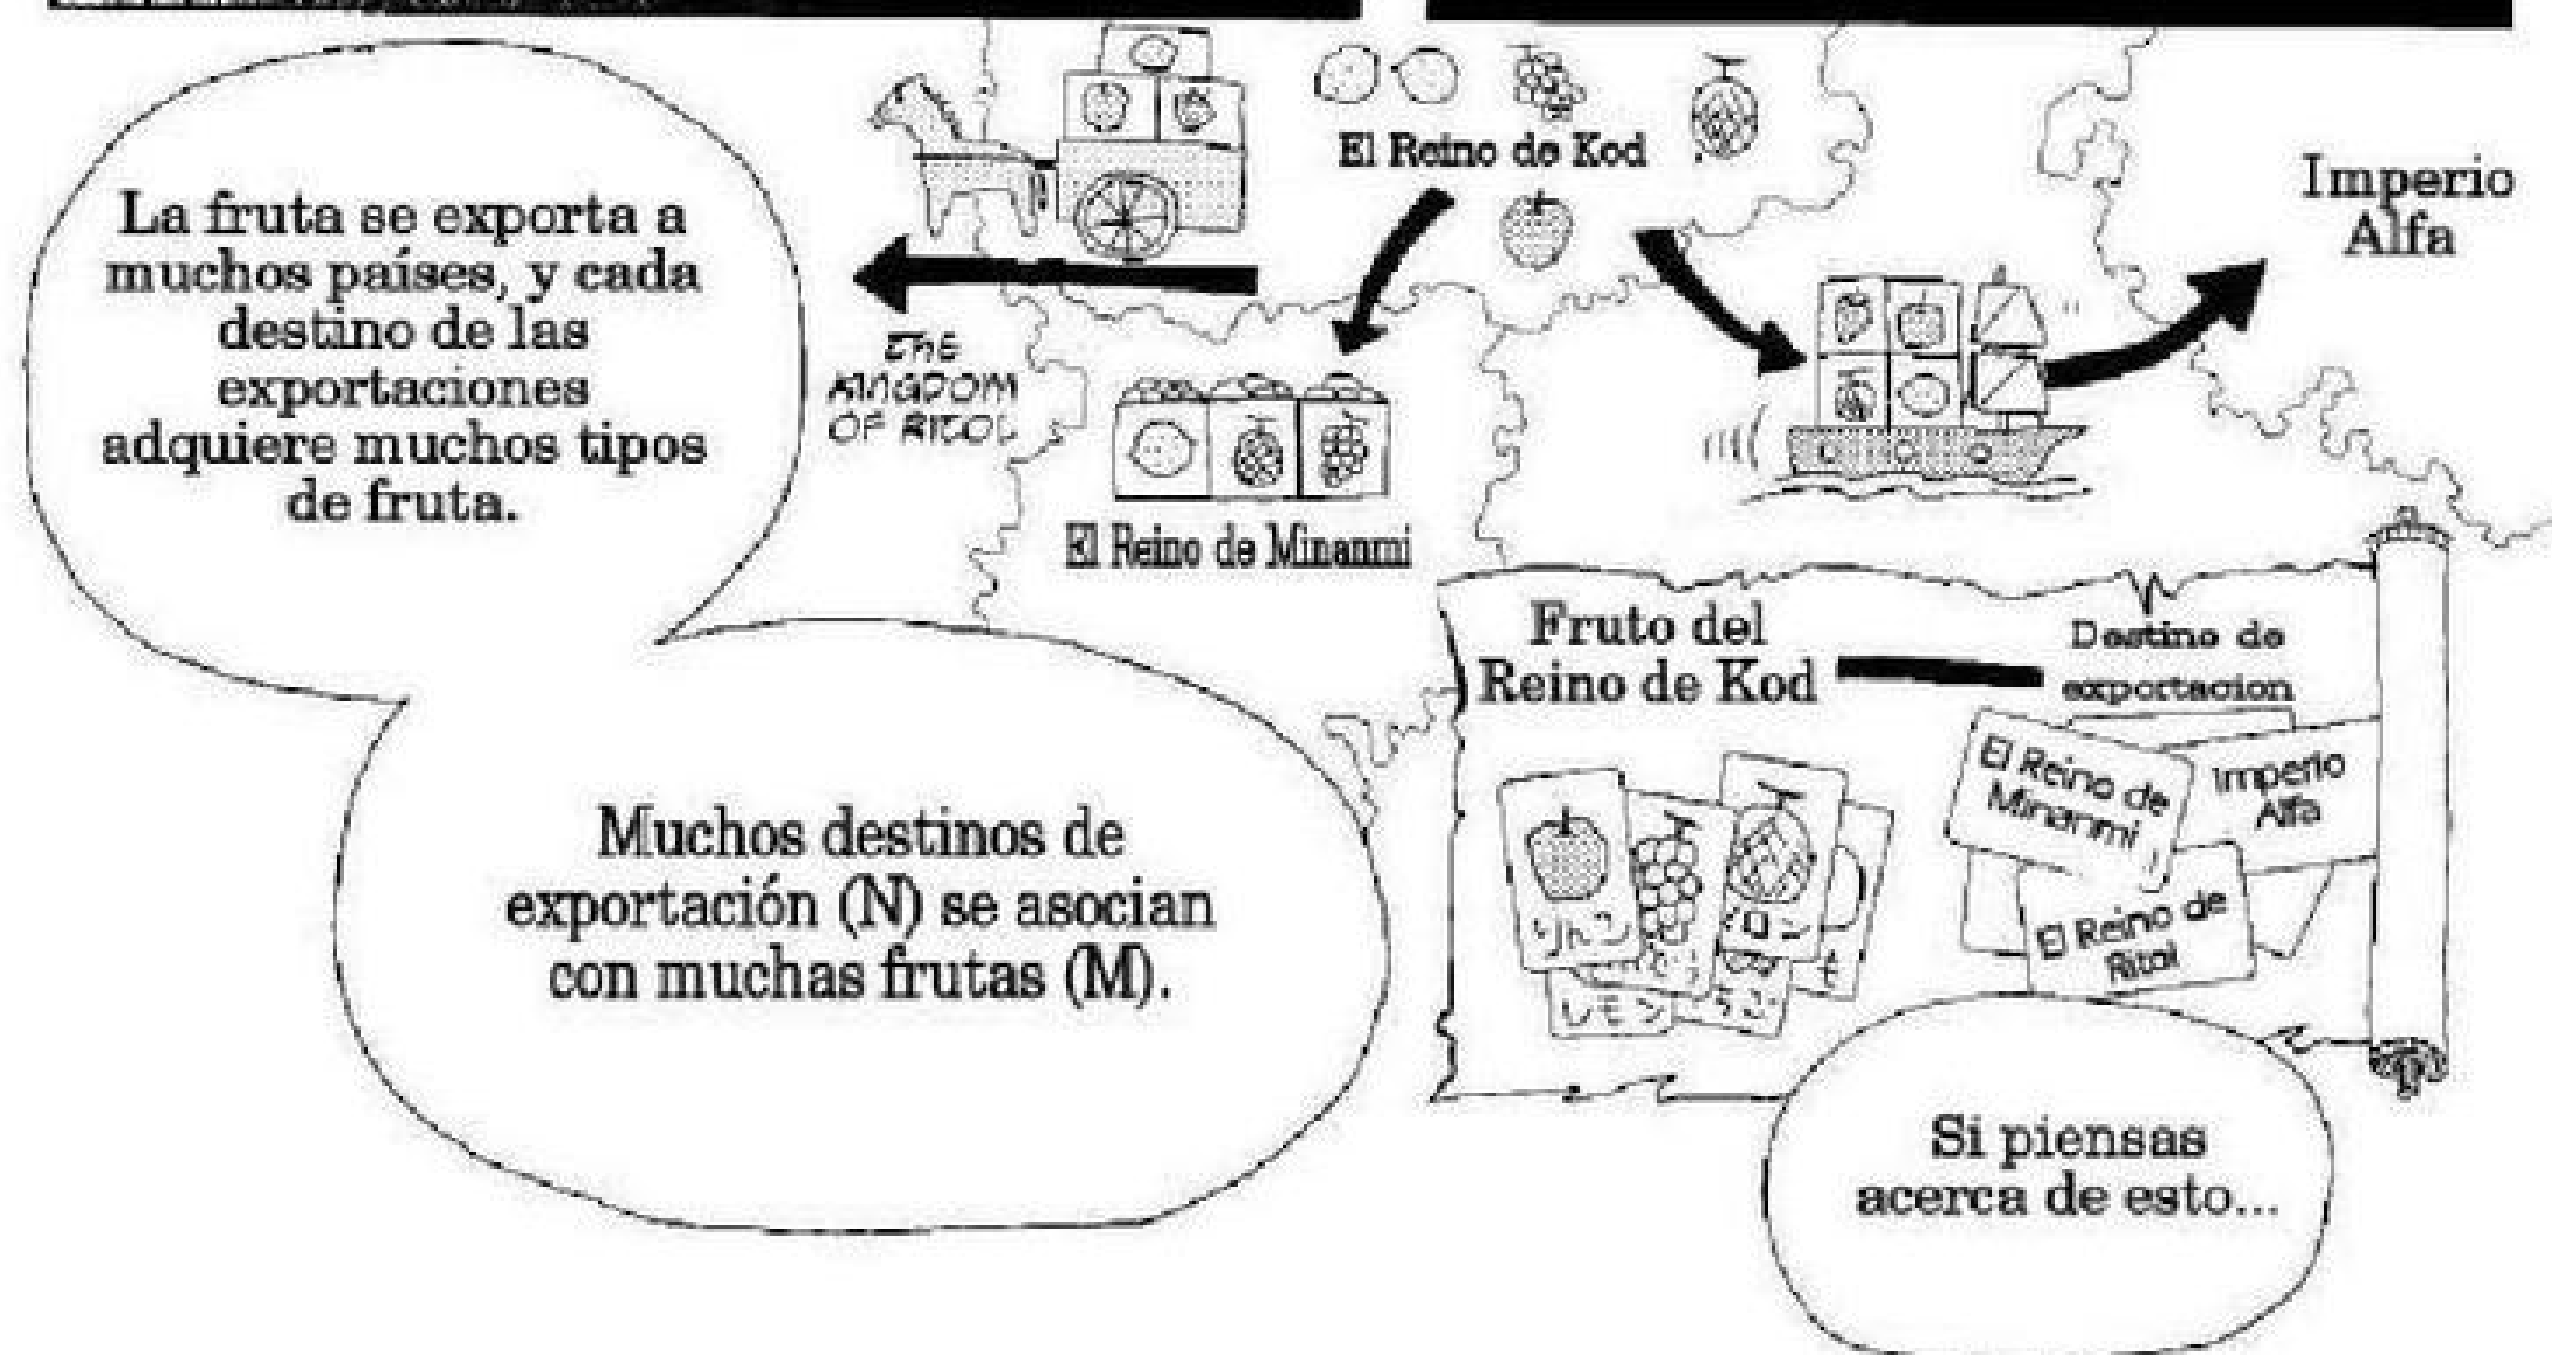 La fruta se exporta a
muchos países, y cada
destino de las
exportaciones
adquiere muchos tipos
de fruta.
El Reino de Kod
Imperio
Alfa
THE
KINGDOM
OF RITOL
El Reino de Minanmi
Fruto del
Reino de Kod
Destino de
exportacion
El Reino de
Minanmi
Imperio
Alfa
El Reino de
Ritol
Muchos destinos de
exportación (N) se asocian
con muchas frutas (M).
Si piensas
acerca de esto...